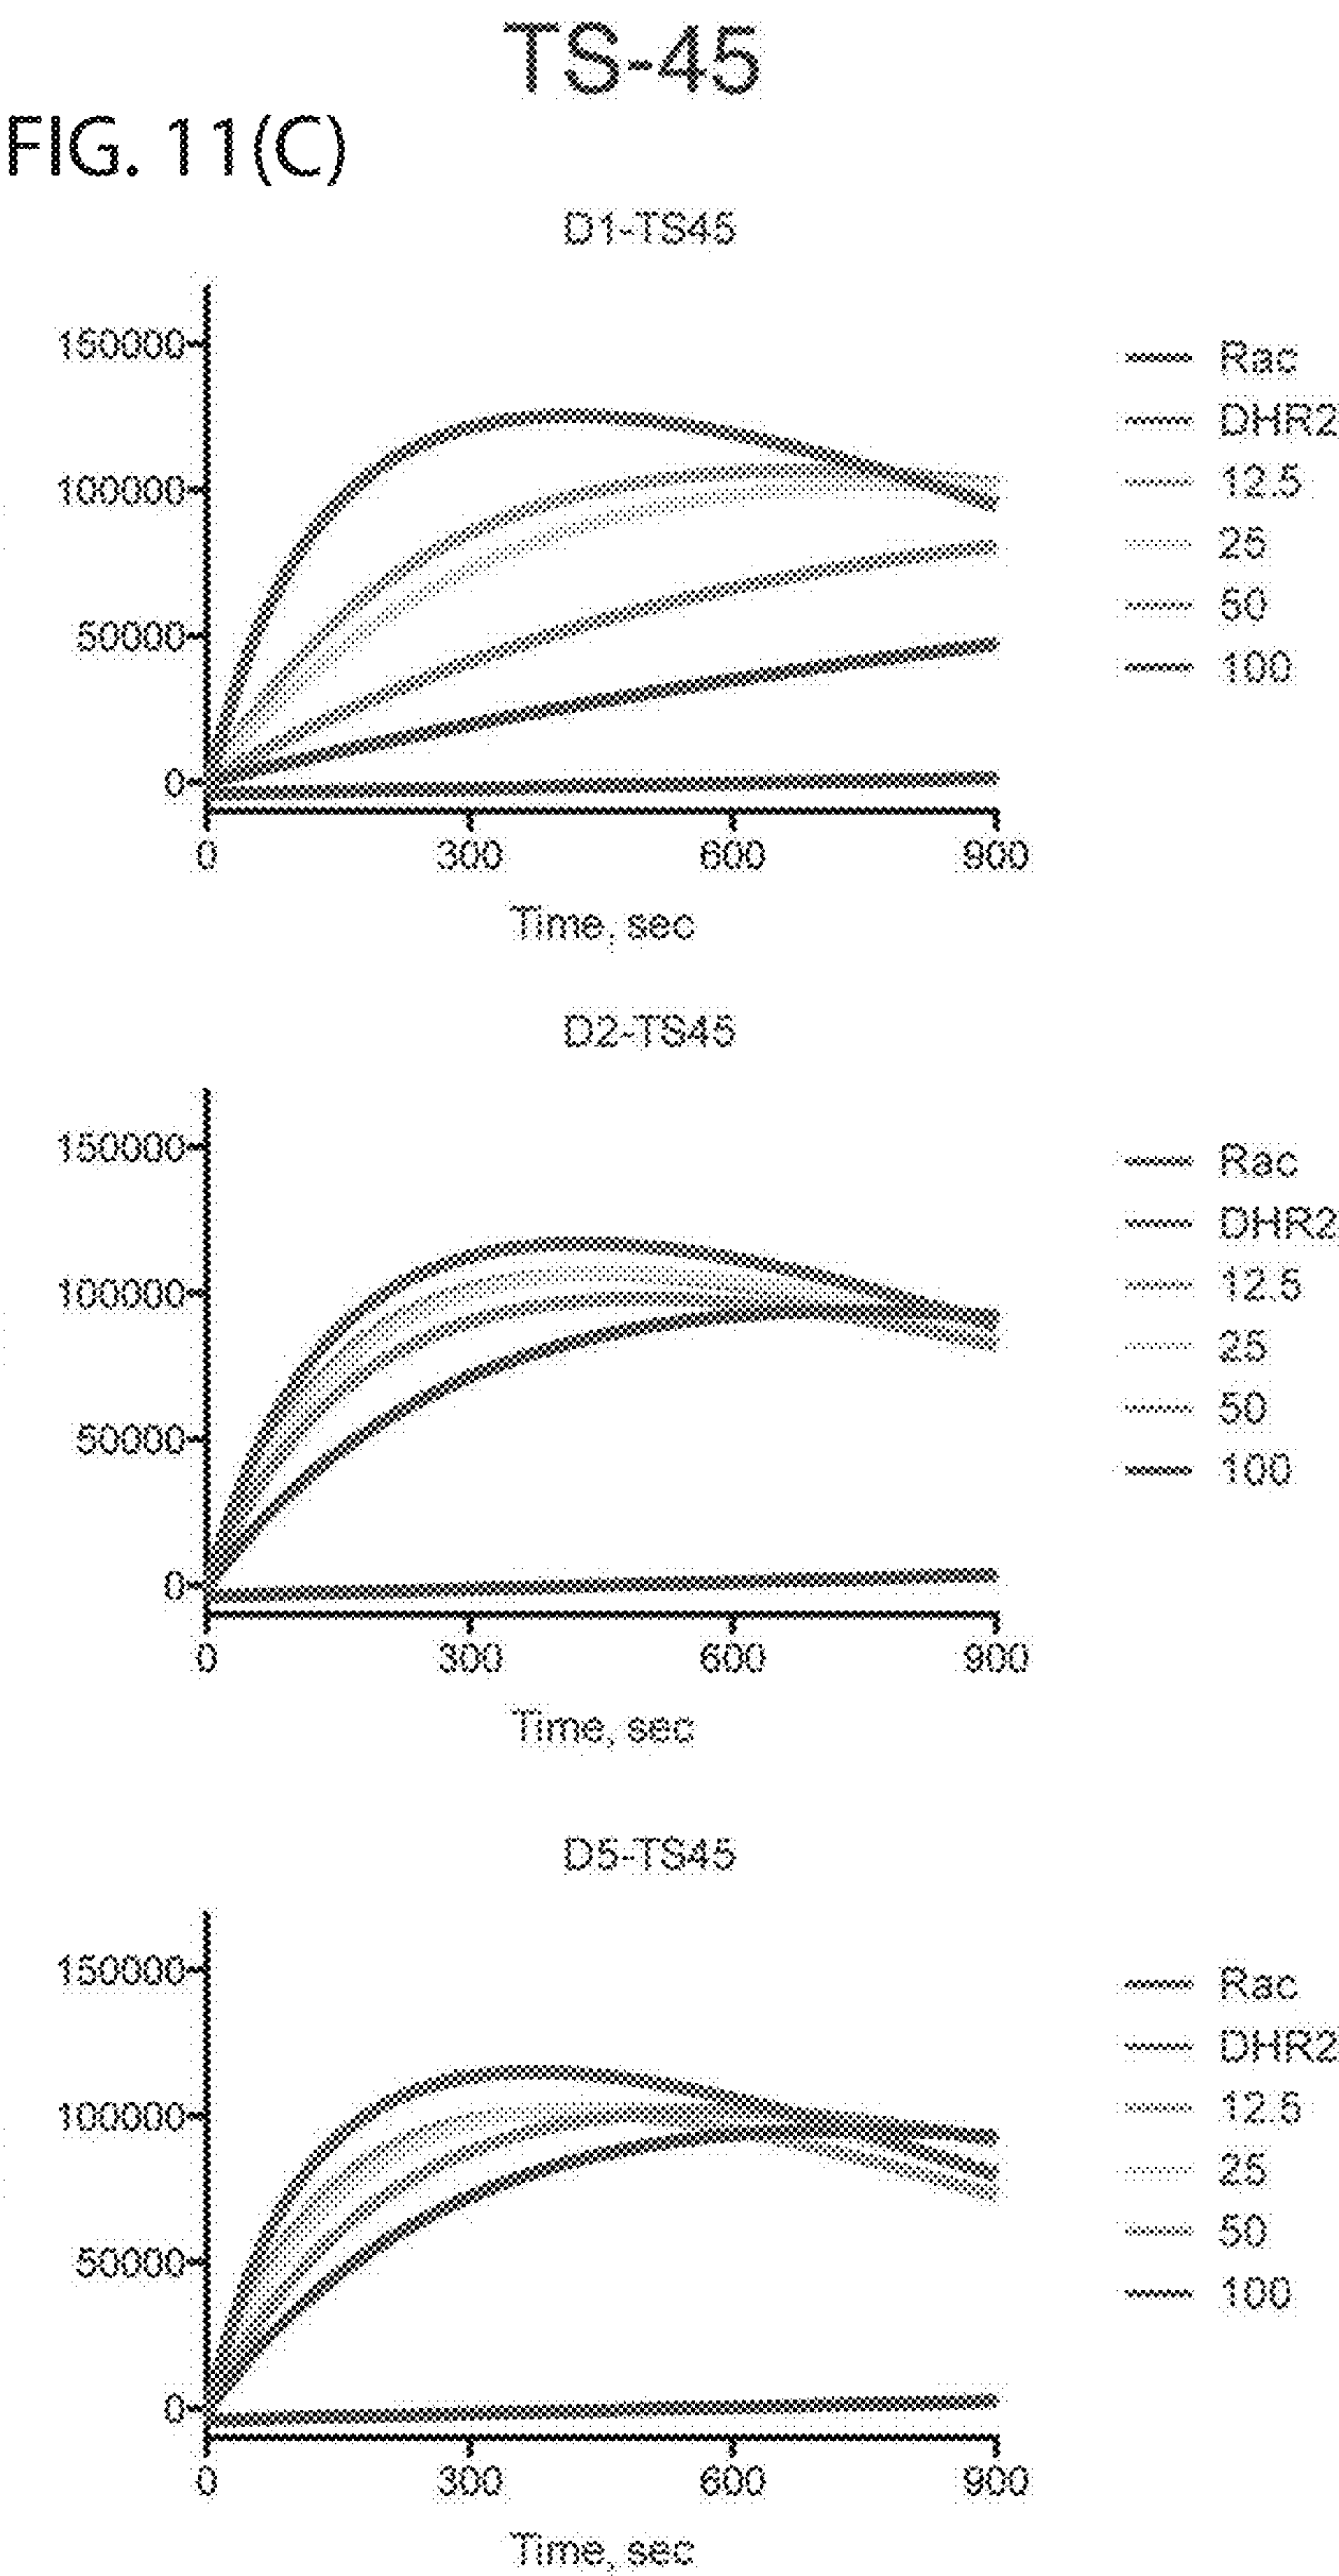 TS-45
FIG. 11(C)
D1-TS45
150000
100000
50000
0
0 300 600 900
Time, sec
Rac
DHR2
12.5
25
50
100
D2-TS45
150000
100000
50000
0
0 300 600 900
Time, sec
Rac
DHR2
12.5
25
50
100
D5-TS45
150000
100000
50000
0
0 300 600 900
Time, sec
Rac
DHR2
12.5
25
50
100